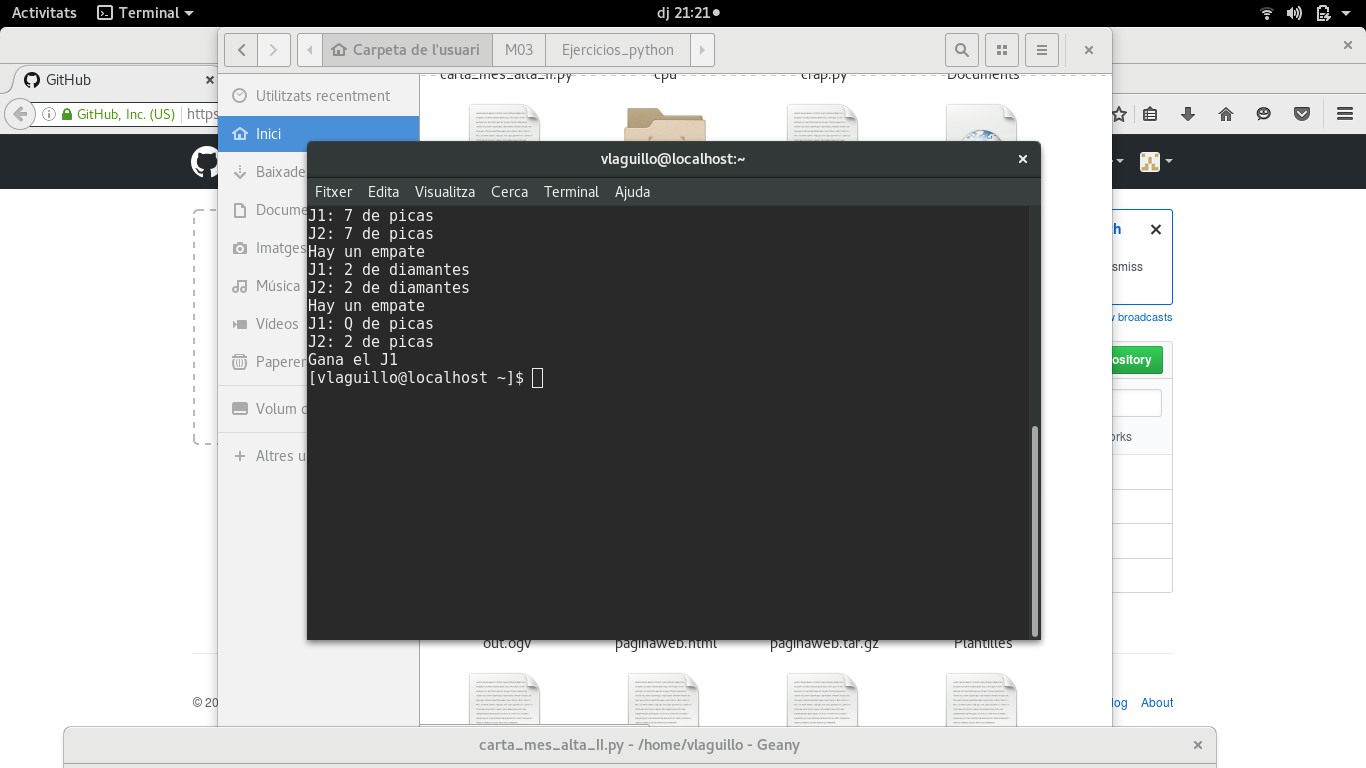 Activitats Terminal dj 21:21
Carpeta de l'usuari M03 Ejercicios_python
GitHub
GitHub, Inc. (US) https
carta_mes_alta_II.py cpu crap.py Documents
Utilitzats recentment
Inici
Baixade
Docume
Imatges
Música
Vídeos
Paperer
Volum
Altres u
vlaguillo@localhost:~
Fitxer Edita Visualitza Cerca Terminal Ajuda
J1: 7 de picas
J2: 7 de picas
Hay un empate
J1: 2 de diamantes
J2: 2 de diamantes
Hay un empate
J1: Q de picas
J2: 2 de picas
Gana el J1
[vlaguillo@localhost ~]$
smiss
broadcasts
ository
orks
out.ogv paginaweb.html paginaweb.tar.gz Plantilles
© 20
log About
carta_mes_alta_II.py - /home/vlaguillo - Geany